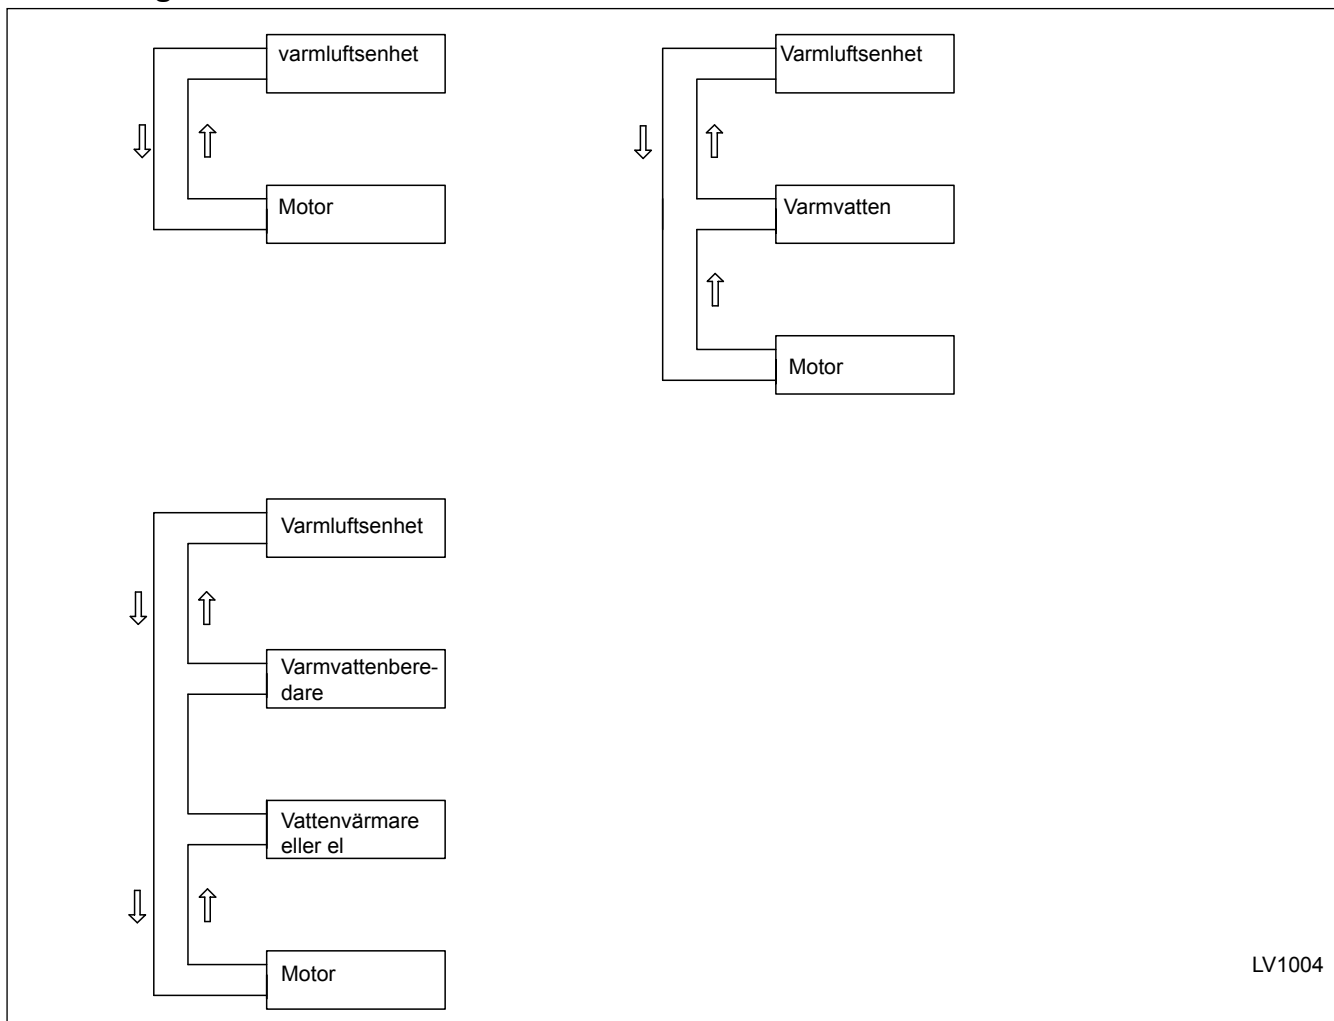 varmluftsenhet
Motor
Varmluftsenhet
Varmvatten
Motor
Varmluftsenhet
Varmvattenbere-
dare
Vattenvärmare
eller el
Motor
LV1004